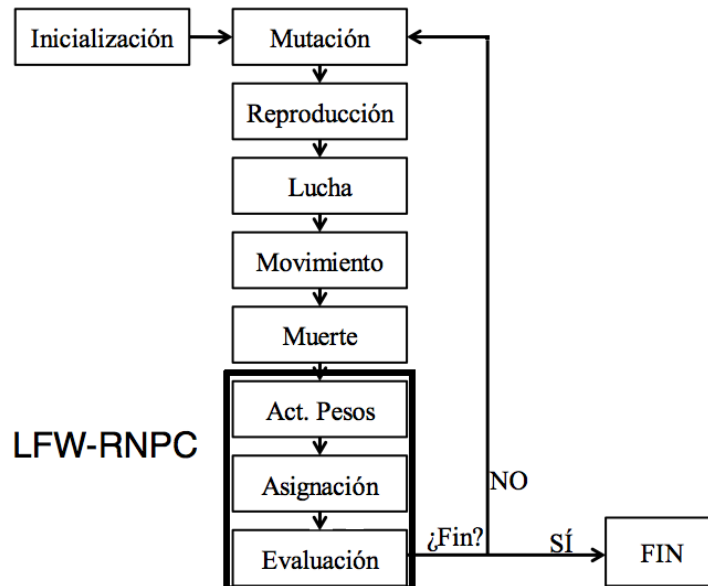 Inicialización
Mutación
Reproducción
Lucha
Movimiento
Muerte
Act. Pesos
LFW-RNPC
Asignación
NO
Evaluación
¿Fin?
SÍ
FIN